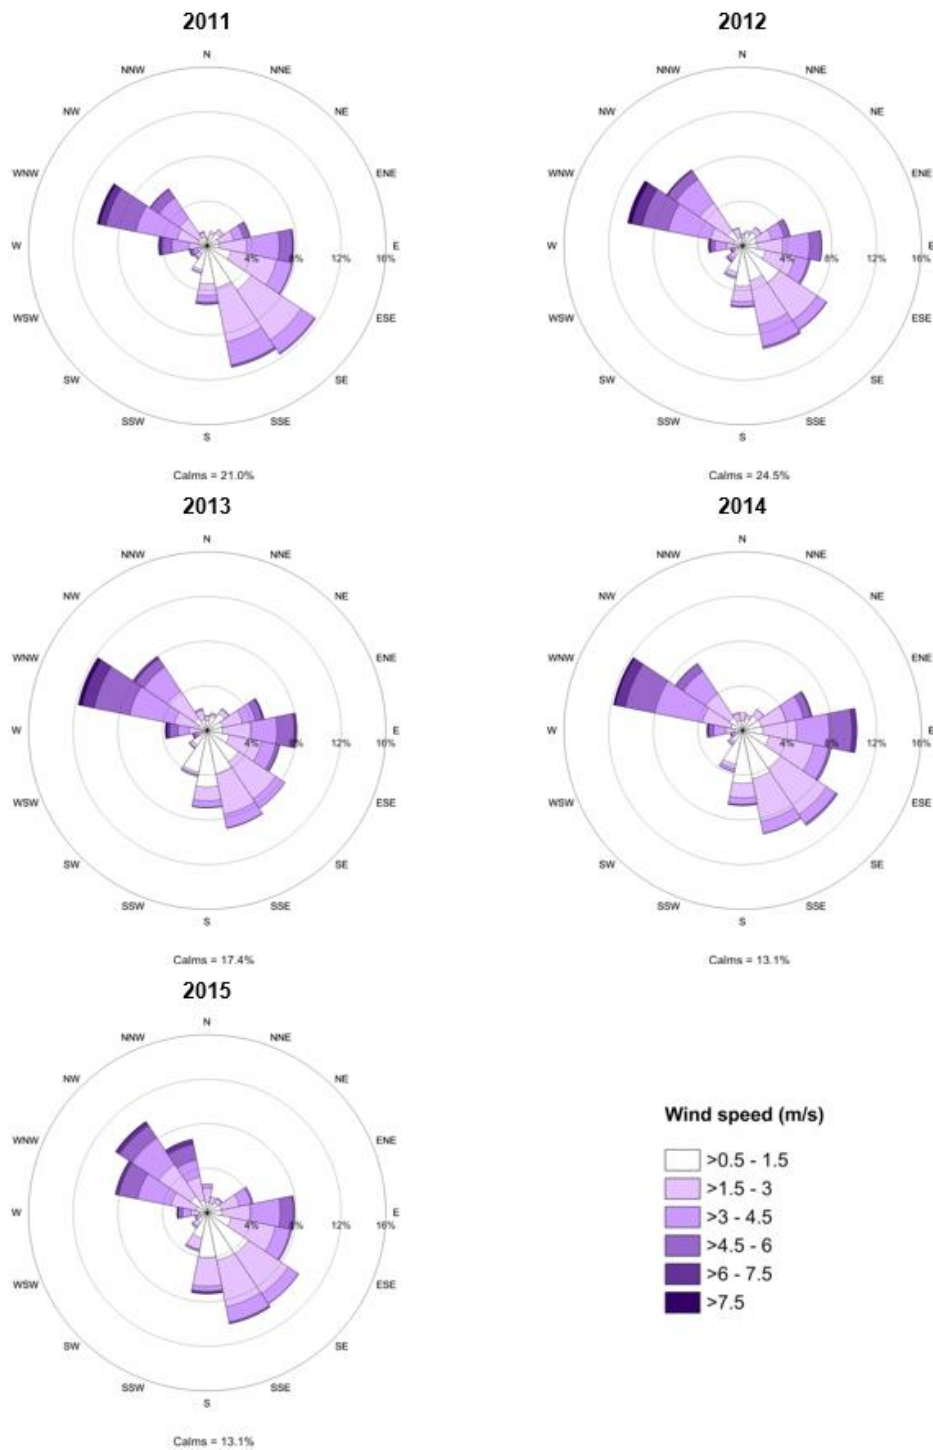 2011
2012
N
NNW
NNE
NW
NE
WNW
ENE
W
4%
8%
12%
16%
E
WSW
ESE
SW
SE
SSW
SSE
S
Calms = 21.0%
N
NNW
NNE
NW
NE
WNW
ENE
W
4%
8%
12%
16%
E
WSW
ESE
SW
SE
SSW
SSE
S
Calms = 24.5%
2013
2014
N
NNW
NNE
NW
NE
WNW
ENE
W
4%
8%
12%
16%
E
WSW
ESE
SW
SE
SSW
SSE
S
Calms = 17.4%
N
NNW
NNE
NW
NE
WNW
ENE
W
4%
8%
12%
16%
E
WSW
ESE
SW
SE
SSW
SSE
S
Calms = 13.1%
2015
N
NNW
NNE
NW
NE
WNW
ENE
W
4%
8%
12%
16%
E
WSW
ESE
SW
SE
SSW
SSE
S
Calms = 13.1%
Wind speed (m/s)
>0.5 - 1.5
>1.5 - 3
>3 - 4.5
>4.5 - 6
>6 - 7.5
>7.5